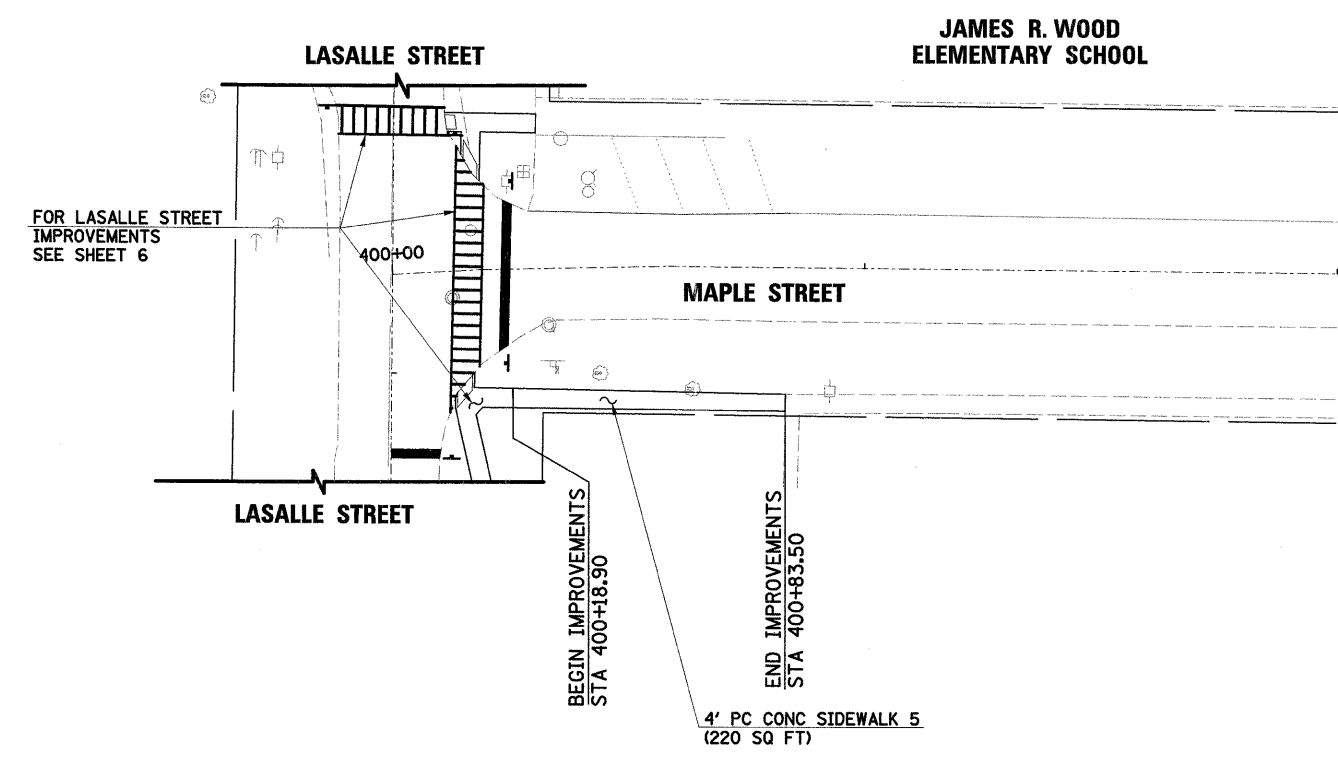 JAMES R. WOOD
ELEMENTARY SCHOOL
LASALLE STREET
FOR LASALLE STREET
IMPROVEMENTS
SEE SHEET 6
400+00
MAPLE STREET
LASALLE STREET
BEGIN IMPROVEMENTS
STA 400+18.90
END IMPROVEMENTS
STA 400+83.50
4' PC CONC SIDEWALK 5
(220 SQ FT)